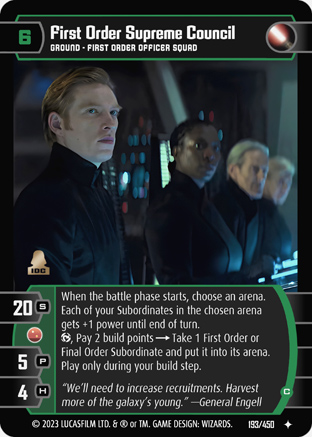 6
First Order Supreme Council
GROUND - FIRST ORDER OFFICER SQUAD
IDC
20 S
5 P
4 H
When the battle phase starts, choose an arena.
Each of your Subordinates in the chosen arena
gets +1 power until end of turn.
, Pay 2 build points → Take 1 First Order or
Final Order Subordinate and put it into its arena.
Play only during your build step.
“We’ll need to increase recruitments. Harvest
more of the galaxy’s young.” —General Engell
C
© 2023 LUCASFILM LTD. & ® or TM. GAME DESIGN: WIZARDS.
193/450